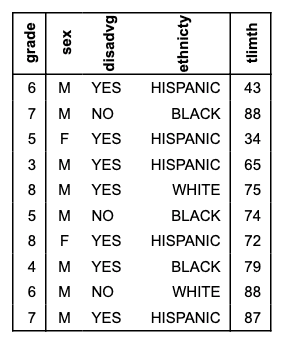 grade sex disadvg ethnicty tlimth
6 M YES HISPANIC 43
7 M NO BLACK 88
5 F YES HISPANIC 34
3 M YES HISPANIC 65
8 M YES WHITE 75
5 M NO BLACK 74
8 F YES HISPANIC 72
4 M YES BLACK 79
6 M NO WHITE 88
7 M YES HISPANIC 87